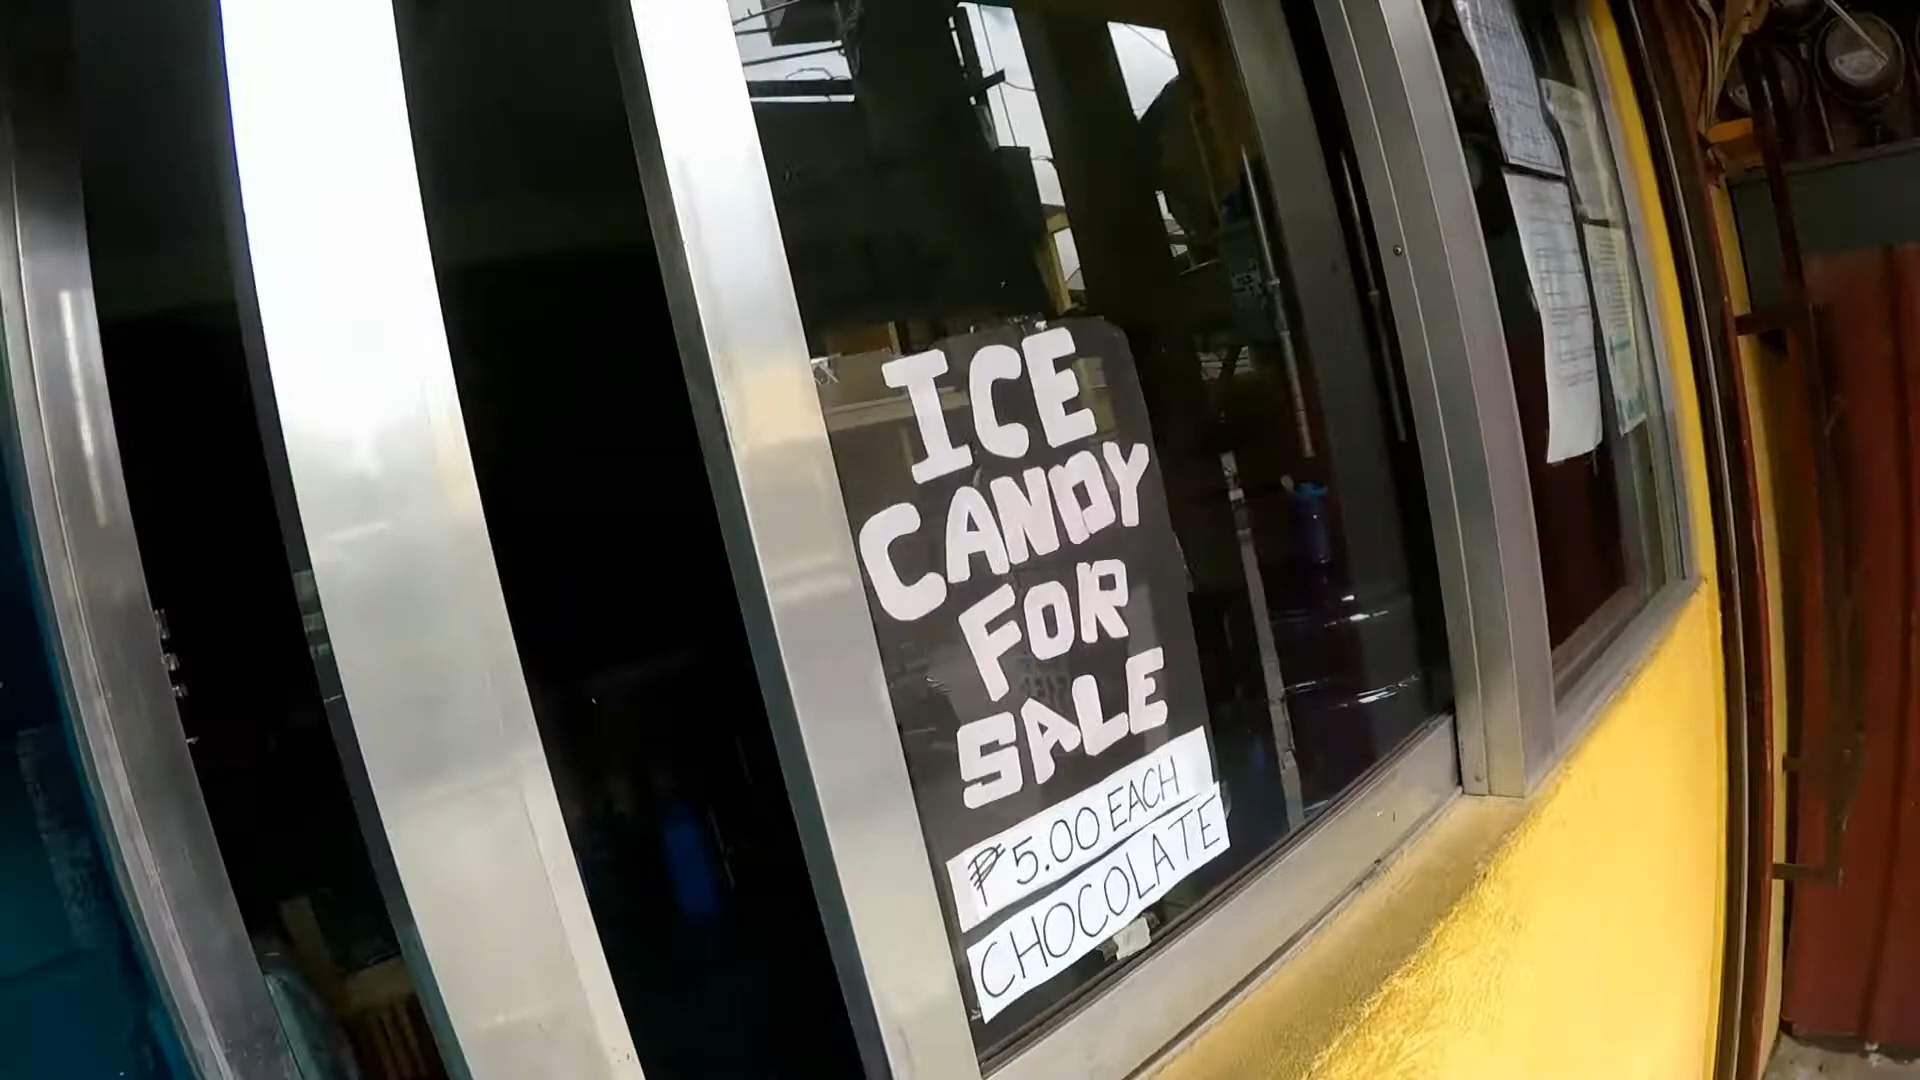 ICE
CANDY
FOR
SALE
₱5.00 EACH
CHOCOLATE